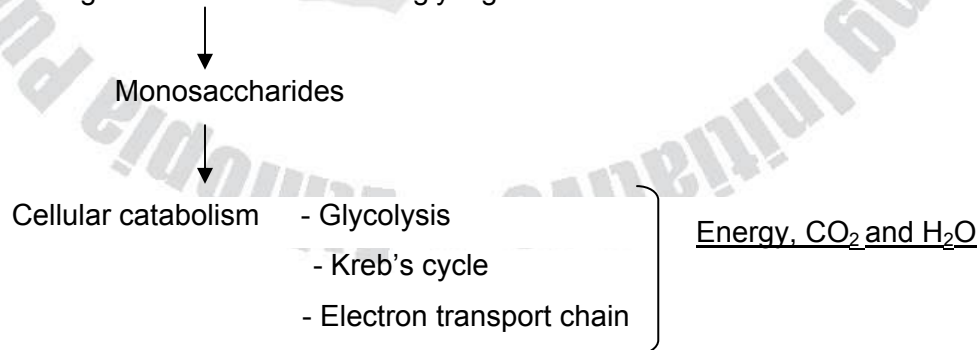 Monosaccharides
Cellular catabolism - Glycolysis
Energy, CO2 and H2O
- Kreb’s cycle
- Electron transport chain